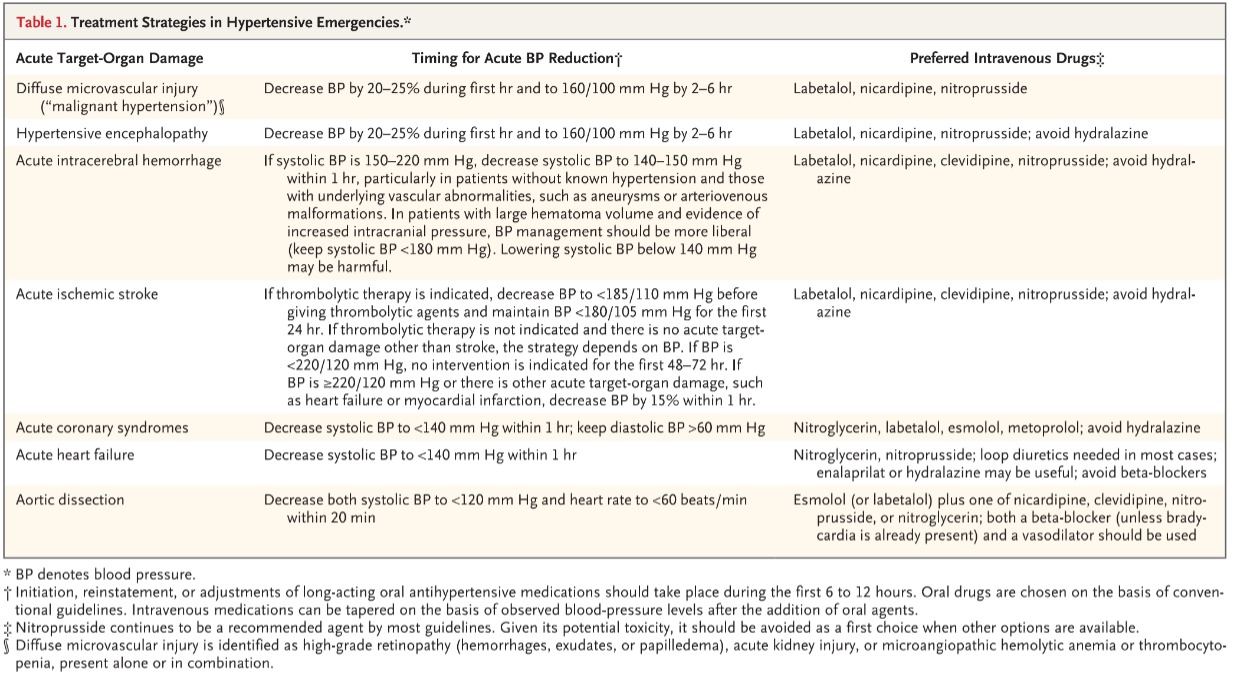 Table 1. Treatment Strategies in Hypertensive Emergencies.*
Acute Target-Organ Damage
Timing for Acute BP Reduction†
Preferred Intravenous Drugs‡
Diffuse microvascular injury
(“malignant hypertension”)§
Decrease BP by 20–25% during first hr and to 160/100 mm Hg by 2–6 hr
Labetalol, nicardipine, nitroprusside
Hypertensive encephalopathy
Decrease BP by 20–25% during first hr and to 160/100 mm Hg by 2–6 hr
Labetalol, nicardipine, nitroprusside; avoid hydralazine
Acute intracerebral hemorrhage
If systolic BP is 150–220 mm Hg, decrease systolic BP to 140–150 mm Hg
within 1 hr, particularly in patients without known hypertension and those
with underlying vascular abnormalities, such as aneurysms or arteriovenous
malformations. In patients with large hematoma volume and evidence of
increased intracranial pressure, BP management should be more liberal
(keep systolic BP <180 mm Hg). Lowering systolic BP below 140 mm Hg
may be harmful.
Labetalol, nicardipine, clevidipine, nitroprusside; avoid hydral-
azine
Acute ischemic stroke
If thrombolytic therapy is indicated, decrease BP to <185/110 mm Hg before
giving thrombolytic agents and maintain BP <180/105 mm Hg for the first
24 hr. If thrombolytic therapy is not indicated and there is no acute target-
organ damage other than stroke, the strategy depends on BP. If BP is
<220/120 mm Hg, no intervention is indicated for the first 48–72 hr. If
BP is ≥220/120 mm Hg or there is other acute target-organ damage, such
as heart failure or myocardial infarction, decrease BP by 15% within 1 hr.
Labetalol, nicardipine, clevidipine, nitroprusside; avoid hydral-
azine
Acute coronary syndromes
Decrease systolic BP to <140 mm Hg within 1 hr; keep diastolic BP >60 mm Hg
Nitroglycerin, labetalol, esmolol, metoprolol; avoid hydralazine
Acute heart failure
Decrease systolic BP to <140 mm Hg within 1 hr
Nitroglycerin, nitroprusside; loop diuretics needed in most cases;
enalaprilat or hydralazine may be useful; avoid beta-blockers
Aortic dissection
Decrease both systolic BP to <120 mm Hg and heart rate to <60 beats/min
within 20 min
Esmolol (or labetalol) plus one of nicardipine, clevidipine, nitro-
prusside, or nitroglycerin; both a beta-blocker (unless brady-
cardia is already present) and a vasodilator should be used
* BP denotes blood pressure.
† Initiation, reinstatement, or adjustments of long-acting oral antihypertensive medications should take place during the first 6 to 12 hours. Oral drugs are chosen on the basis of conven-
tional guidelines. Intravenous medications can be tapered on the basis of observed blood-pressure levels after the addition of oral agents.
‡ Nitroprusside continues to be a recommended agent by most guidelines. Given its potential toxicity, it should be avoided as a first choice when other options are available.
§ Diffuse microvascular injury is identified as high-grade retinopathy (hemorrhages, exudates, or papilledema), acute kidney injury, or microangiopathic hemolytic anemia or thrombocyto-
penia, present alone or in combination.